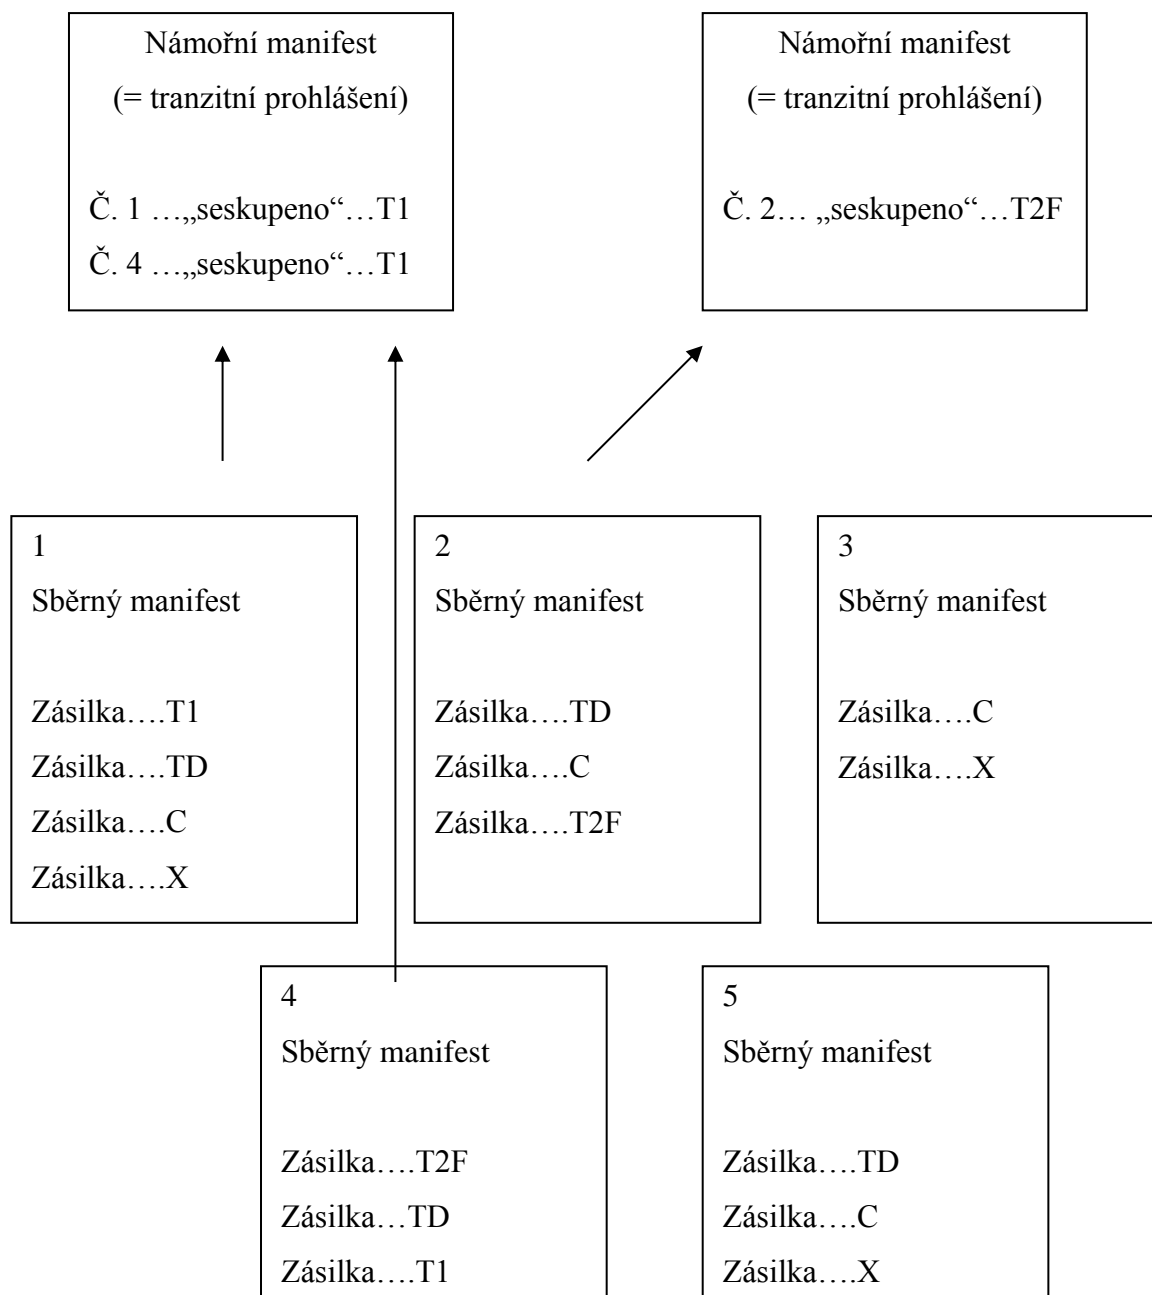 Námořní manifest
(= tranzitní prohlášení)
Č. 1 …„seskupeno“…T1
Č. 4 …„seskupeno“…T1
Námořní manifest
(= tranzitní prohlášení)
Č. 2… „seskupeno“…T2F
1
Sběrný manifest
Zásilka….T1
Zásilka….TD
Zásilka….C
Zásilka….X
2
Sběrný manifest
Zásilka….TD
Zásilka….C
Zásilka….T2F
3
Sběrný manifest
Zásilka….C
Zásilka….X
4
Sběrný manifest
Zásilka….T2F
Zásilka…TD
Zásilka….T1
5
Sběrný manifest
Zásilka….TD
Zásilka….C
Zásilka….X